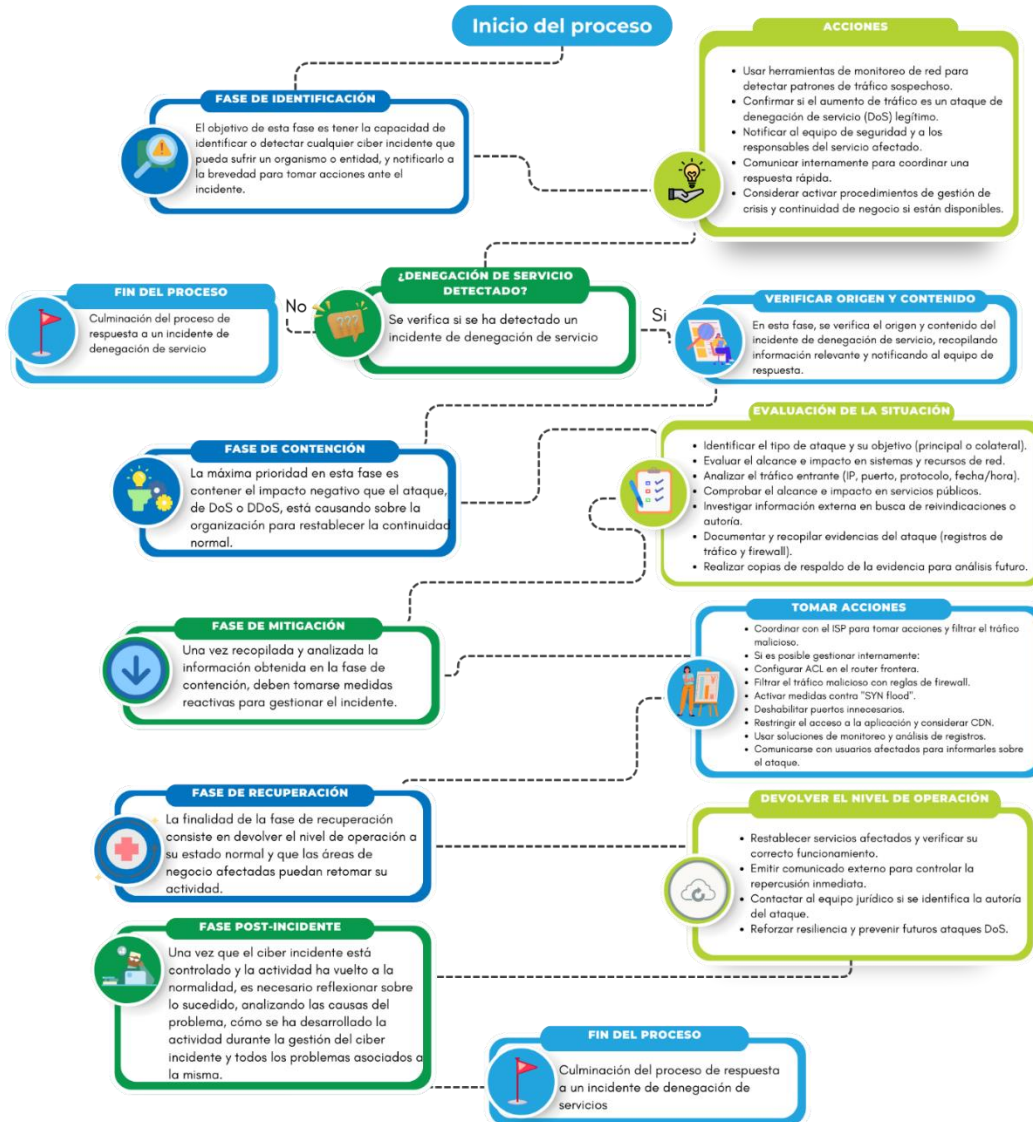 Inicio del proceso
FASE DE IDENTIFICACIÓN
El objetivo de esta fase es tener la capacidad de
identificar o detectar cualquier ciber incidente que
pueda sufrir un organismo o entidad, y notificarlo a
la brevedad para tomar acciones ante el
incidente.
ACCIONES
• Usar herramientas de monitoreo de red para
detectar patrones de tráfico sospechoso.
• Confirmar si el aumento de tráfico es un ataque de
denegación de servicio (DoS) legítimo.
• Notificar al equipo de seguridad y a los
responsables del servicio afectado.
• Comunicar internamente para coordinar una
respuesta rápida.
• Considerar activar procedimientos de gestión de
crisis y continuidad de negocio si están disponibles.
¿DENEGACIÓN DE SERVICIO
DETECTADO?
Se verifica si se ha detectado un
incidente de denegación de servicio
No
FIN DEL PROCESO
Culminación del proceso de
respuesta a un incidente de
denegación de servicio
Si
VERIFICAR ORIGEN Y CONTENIDO
En esta fase, se verifica el origen y contenido del
incidente de denegación de servicio, recopilando
información relevante y notificando al equipo de
respuesta.
FASE DE CONTENCIÓN
La máxima prioridad en esta fase es
contener el impacto negativo que el ataque,
de DoS o DDoS, está causando sobre la
organización para restablecer la continuidad
normal.
EVALUACIÓN DE LA SITUACIÓN
• Identificar el tipo de ataque y su objetivo (principal o colateral).
• Evaluar el alcance e impacto en sistemas y recursos de red.
• Analizar el tráfico entrante (IP, puerto, protocolo, fecha/hora).
• Comprobar el alcance e impacto en servicios públicos.
• Investigar información externa en busca de reivindicaciones o
autoría.
• Documentar y recopilar evidencias del ataque (registros de
tráfico y firewall).
• Realizar copias de respaldo de la evidencia para análisis futuro.
FASE DE MITIGACIÓN
Una vez recopilada y analizada la
información obtenida en la fase de
contención, deben tomarse medidas
reactivas para gestionar el incidente.
TOMAR ACCIONES
• Coordinar con el ISP para tomar acciones y filtrar el tráfico
malicioso.
• Si es posible gestionar internamente:
• Configurar ACL en el router frontera.
• Filtrar el tráfico malicioso con reglas de firewall.
• Activar medidas contra "SYN flood".
• Deshabilitar puertos innecesarios.
• Restringir el acceso a la aplicación y considerar CDN.
• Usar soluciones de monitoreo y análisis de registros.
• Comunicarse con usuarios afectados para informarles sobre
el ataque.
FASE DE RECUPERACIÓN
La finalidad de la fase de recuperación
consiste en devolver el nivel de operación a
su estado normal y que las áreas de
negocio afectadas puedan retomar su
actividad.
DEVOLVER EL NIVEL DE OPERACIÓN
• Restablecer servicios afectados y verificar su
correcto funcionamiento.
• Emitir comunicado externo para controlar la
repercusión inmediata.
• Contactar al equipo jurídico si se identifica la autoría
del ataque.
• Reforzar resiliencia y prevenir futuros ataques DoS.
FASE POST-INCIDENTE
Una vez que el ciber incidente está
controlado y la actividad ha vuelto a la
normalidad, es necesario reflexionar sobre
lo sucedido, analizando las causas del
problema, cómo se ha desarrollado la
actividad durante la gestión del ciber
incidente y todos los problemas asociados a
la misma.
FIN DEL PROCESO
Culminación del proceso de respuesta
a un incidente de denegación de
servicios